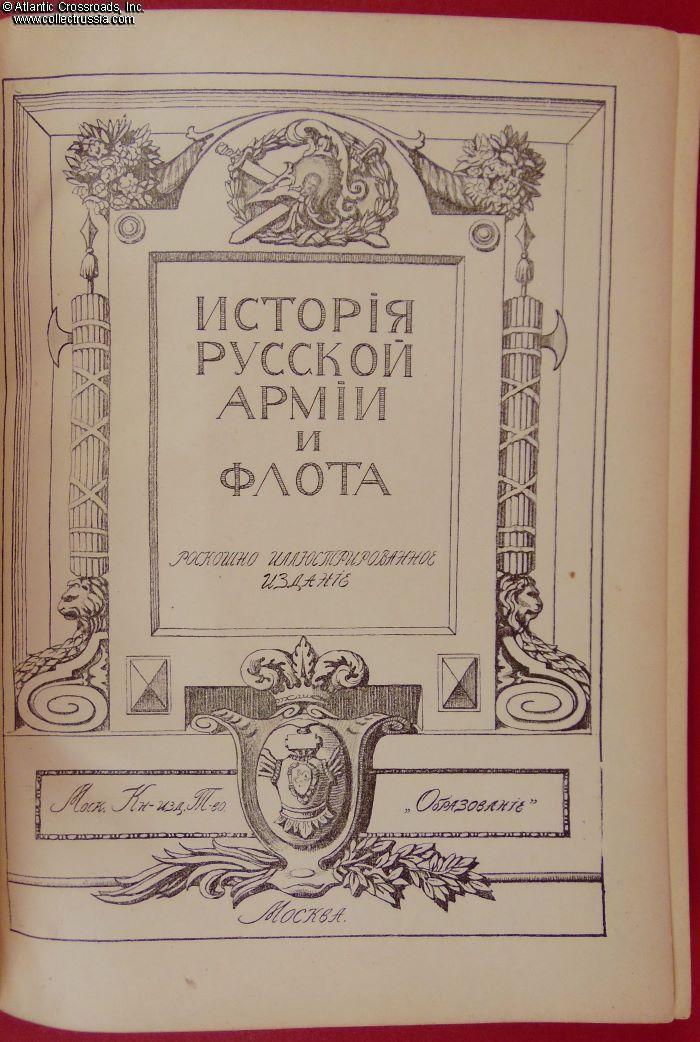 © Atlantic Crossroads, Inc.
www.collectrussia.com
ИСТОРІЯ
РУССКОЙ
АРМІИ
И
ФЛОТА
РОСКОШНО ИЛЛЮСТРИРОВАННОЕ
ИЗДАНІЕ
Моск. Кн-изд. Т-во. „Образованіе"
Москва.